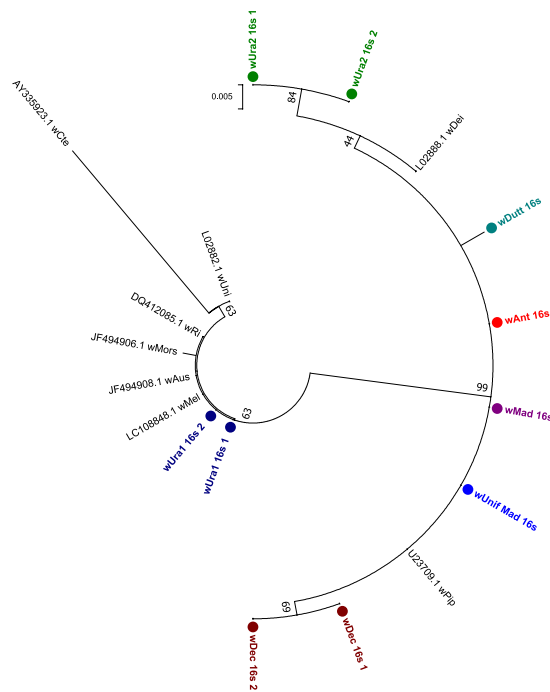 wUra2 16s 1
wUra2 16s 2
0.005
84
AY335923.1 wCte
44
L02888.1 wDei
wDutt 16s
L02882.1 wUni
63
DQ412085.1 wRi
wAnt 16s
JF494906.1 wMors
JF494908.1 wAus
99
LC108848.1 wMel
63
wMad 16s
wUra1 16s 2
wUra1 16s 1
wUnif Mad 16s
U23709.1 wPip
69
wDec 16s 1
wDec 16s 2